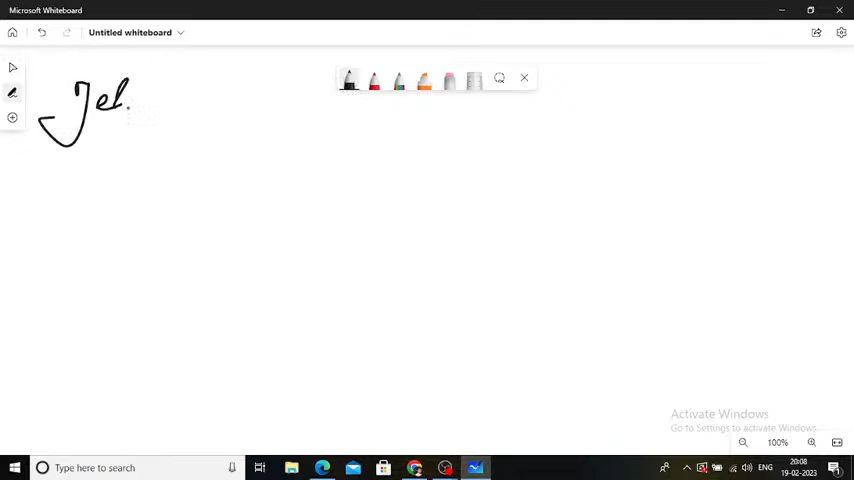 Microsoft Whiteboard
Untitled whiteboard
Jel
Activate Windows
Go to Settings to activate Windows.
100%
Type here to search
ENG
20:08
19-02-2023